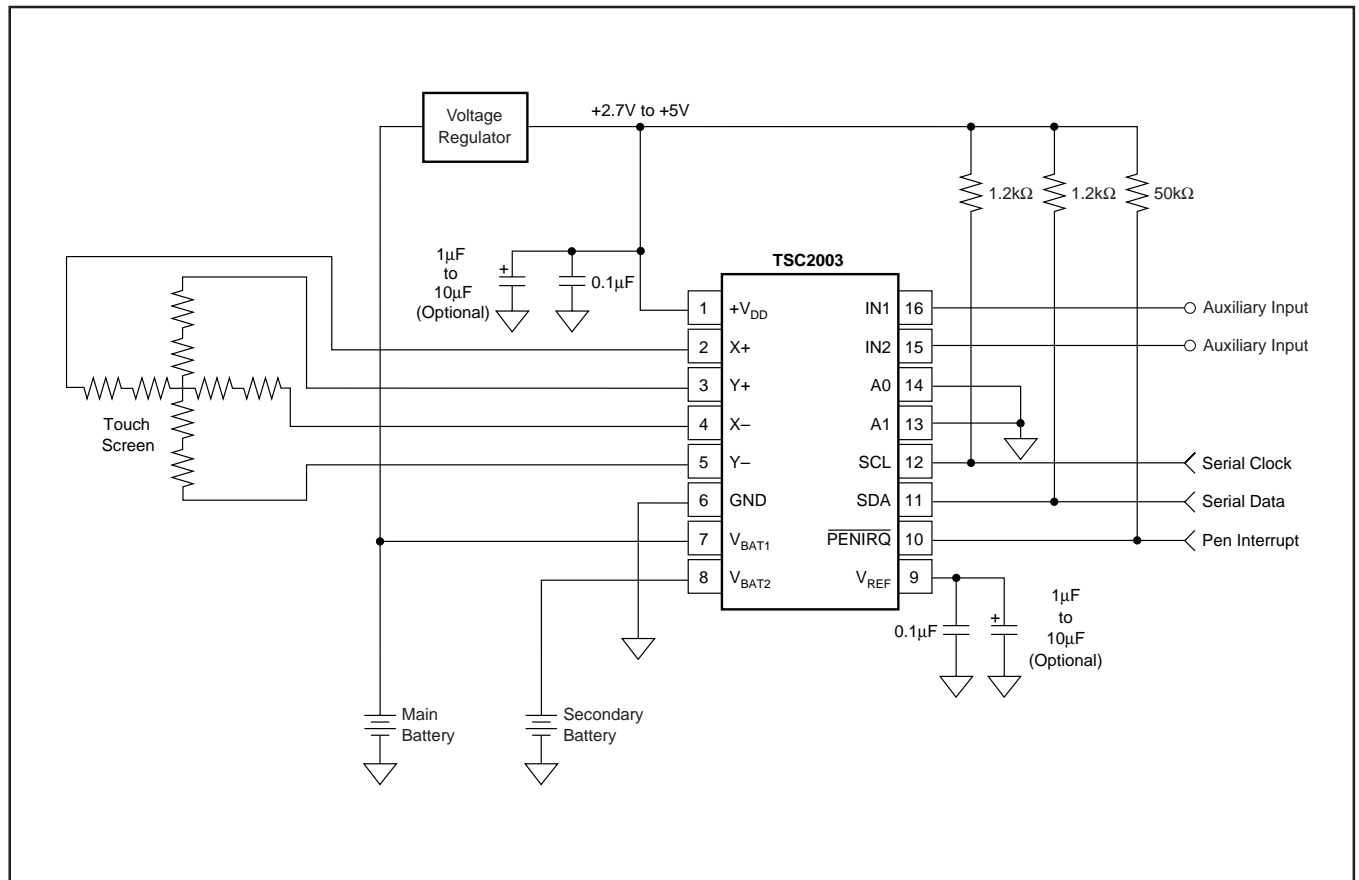 Voltage
Regulator
+2.7V to +5V
1.2kΩ
1.2kΩ
50kΩ
1µF
to
10µF
(Optional)
+
0.1µF
TSC2003
1 +VDD
2 X+
3 Y+
4 X–
5 Y–
6 GND
7 VBAT1
8 VBAT2
IN1 16
IN2 15
A0 14
A1 13
SCL 12
SDA 11
PENIRQ 10
VREF 9
Auxiliary Input
Auxiliary Input
Serial Clock
Serial Data
Pen Interrupt
Touch
Screen
0.1µF
+
1µF
to
10µF
(Optional)
Main
Battery
Secondary
Battery